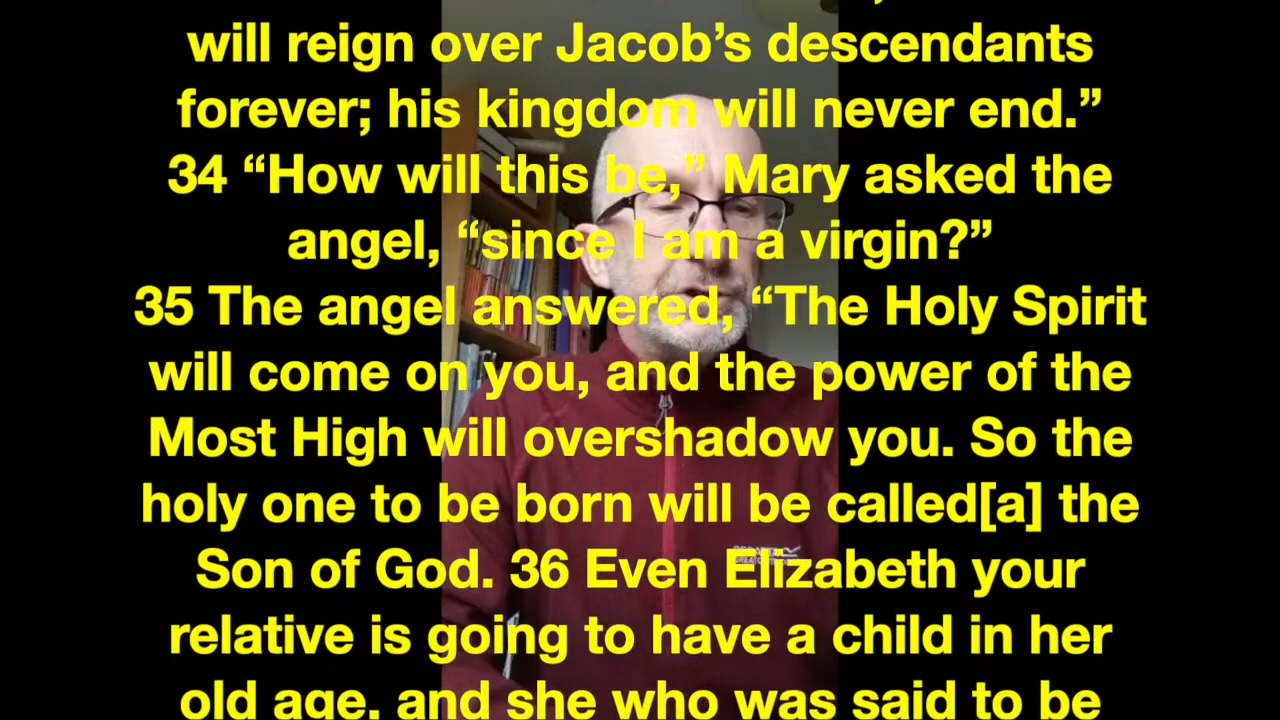 will reign over Jacob’s descendants
forever; his kingdom will never end.”
34 “How will this be,” Mary asked the
angel, “since I am a virgin?”
35 The angel answered, “The Holy Spirit
will come on you, and the power of the
Most High will overshadow you. So the
holy one to be born will be called[a] the
Son of God. 36 Even Elizabeth your
relative is going to have a child in her
old age, and she who was said to be